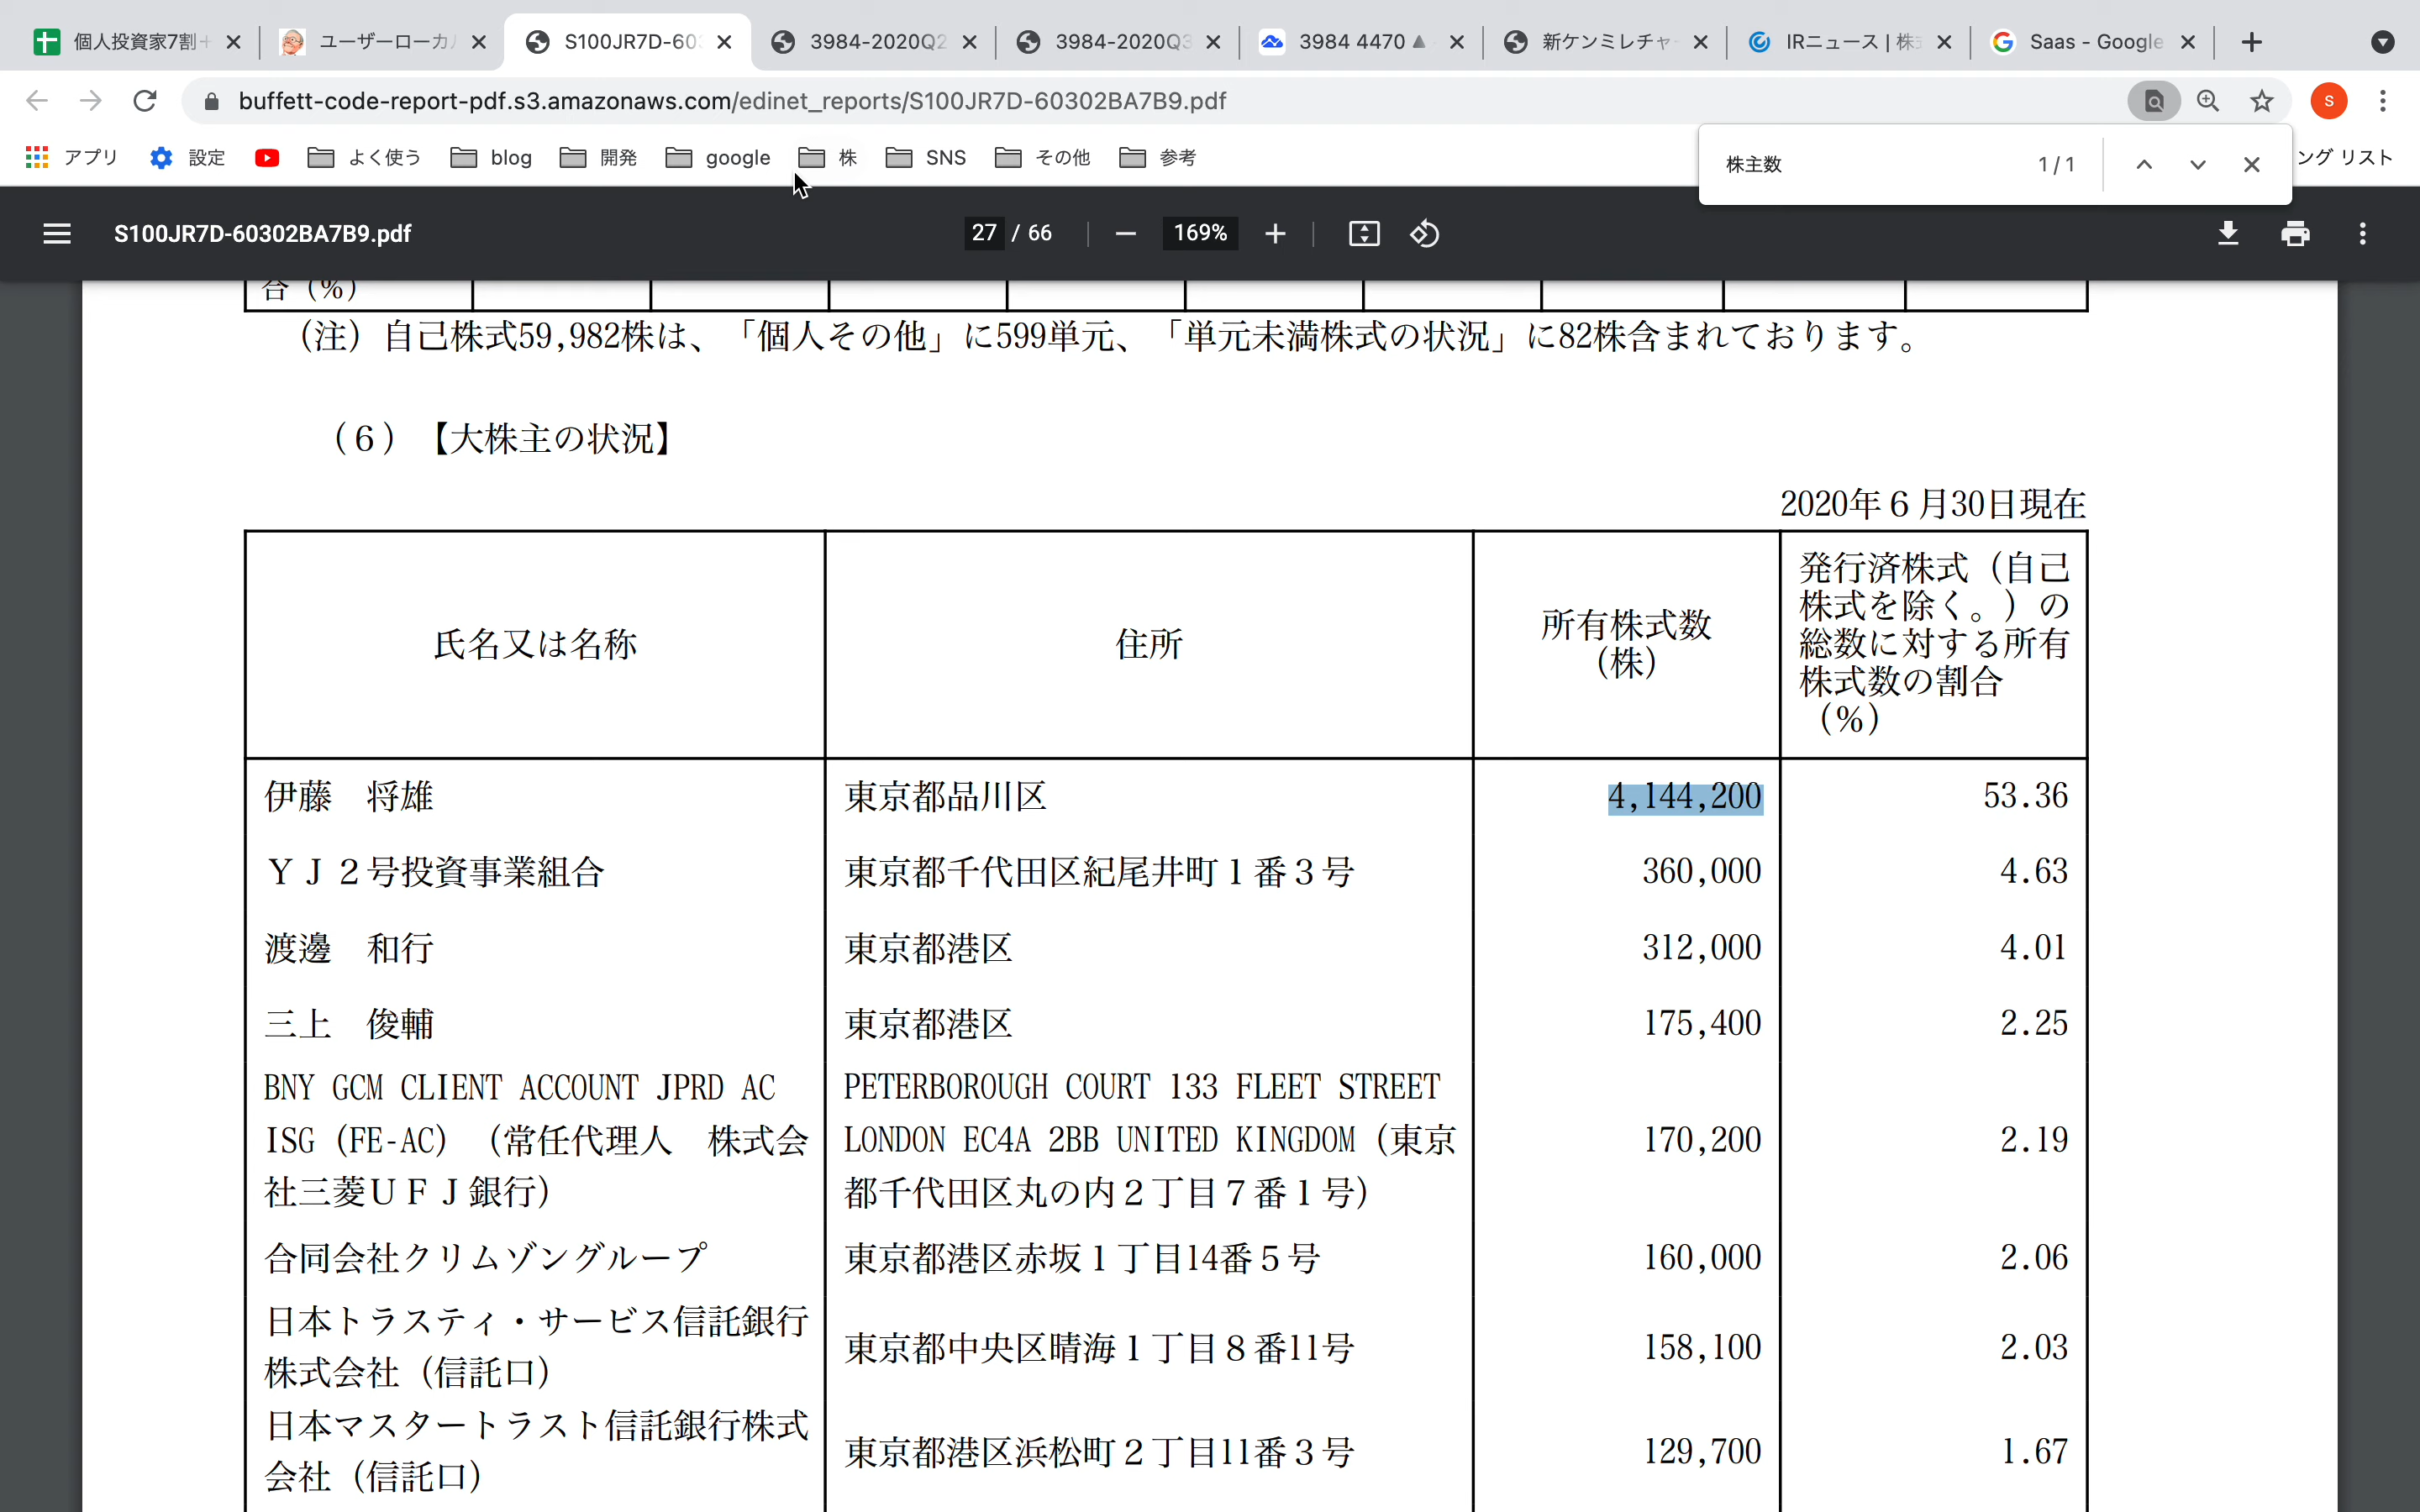 個人投資家7割+
ユーザーローカル
S100JR7D-603
3984-2020Q2
3984-2020Q3
3984 4470 ▲
新ケンミレチャー
IRニュース | 株
Saas - Google
buffett-code-report-pdf.s3.amazonaws.com/edinet_reports/S100JR7D-60302BA7B9.pdf
S
アプリ
設定
よく使う
blog
開発
google
株
SNS
その他
参考
ング リスト
株主数
1/1
S100JR7D-60302BA7B9.pdf
27 / 66
169%
合(%)
(注)自己株式59,982株は、「個人その他」に599単元、「単元未満株式の状況」に82株含まれております。
(6)【大株主の状況】
2020年6月30日現在
氏名又は名称
住所
所有株式数
(株)
発行済株式(自己
株式を除く。)の
総数に対する所有
株式数の割合
(%)
伊藤 将雄
東京都品川区
4,144,200
53.36
YJ2号投資事業組合
東京都千代田区紀尾井町1番3号
360,000
4.63
渡邊 和行
東京都港区
312,000
4.01
三上 俊輔
東京都港区
175,400
2.25
BNY GCM CLIENT ACCOUNT JPRD AC
ISG (FE-AC) (常任代理人 株式会
社三菱UFJ銀行)
PETERBOROUGH COURT 133 FLEET STREET
LONDON EC4A 2BB UNITED KINGDOM (東京
都千代田区丸の内2丁目7番1号)
170,200
2.19
合同会社クリムゾングループ
東京都港区赤坂1丁目14番5号
160,000
2.06
日本トラスティ・サービス信託銀行
株式会社(信託口)
東京都中央区晴海1丁目8番11号
158,100
2.03
日本マスタートラスト信託銀行株式
会社(信託口)
東京都港区浜松町2丁目11番3号
129,700
1.67